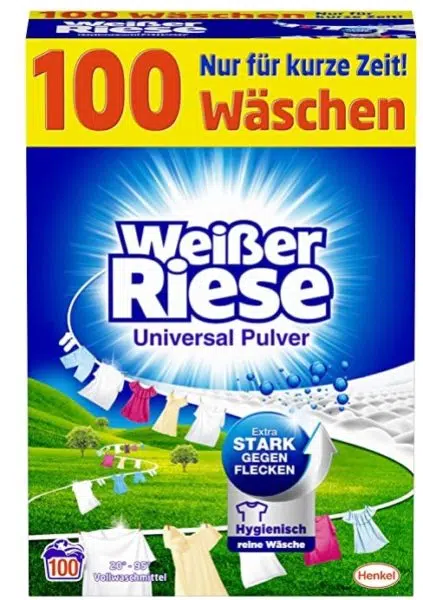 100
Nur für kurze Zeit!
Wäschen
Weißer
Riese
Universal Pulver
Extra
STARK
GEGEN
FLECKEN
Hygienisch
reine Wäsche
100
20° - 95°
Vollwaschmittel
Henkel